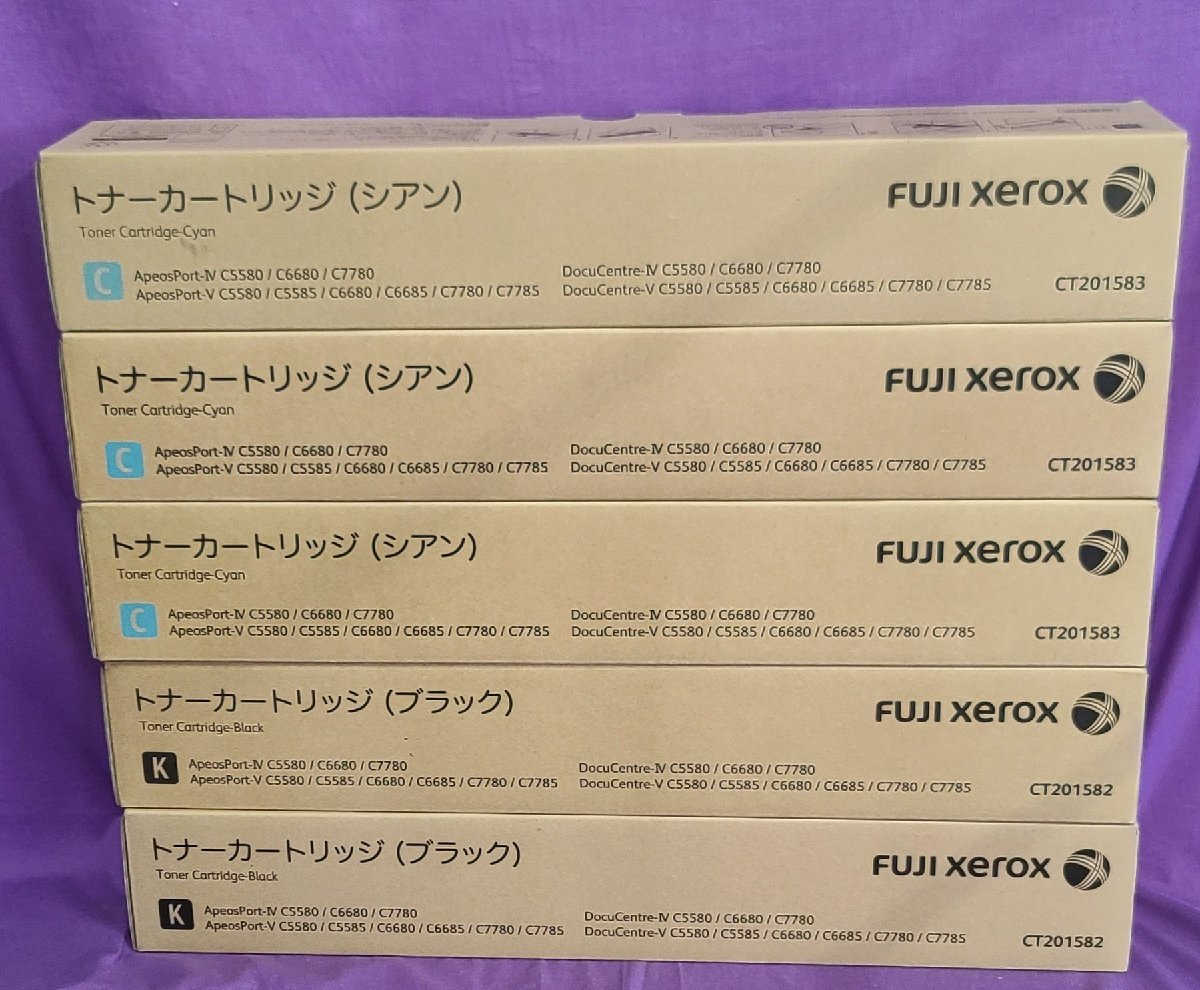 トナーカートリッジ (シアン)
FUJI xerox
Toner Cartridge-Cyan
C
ApeosPort-Ⅳ C5580 / C6680 / C7780
ApeosPort-V C5580 / C5585 / C6680 / C6685 / C7780 / C7785
DocuCentre-Ⅳ C5580 / C6680 / C7780
DocuCentre-V C5580 / C5585 / C6680 / C6685 / C7780 / C7785
CT201583
トナーカートリッジ (シアン)
FUJI xerox
Toner Cartridge-Cyan
C
ApeosPort-Ⅳ C5580 / C6680 / C7780
ApeosPort-V C5580 / C5585 / C6680 / C6685 / C7780 / C7785
DocuCentre-Ⅳ C5580 / C6680 / C7780
DocuCentre-V C5580 / C5585 / C6680 / C6685 / C7780 / C7785
CT201583
トナーカートリッジ (シアン)
FUJI xerox
Toner Cartridge-Cyan
C
ApeosPort-Ⅳ C5580 / C6680 / C7780
ApeosPort-V C5580 / C5585 / C6680 / C6685 / C7780 / C7785
DocuCentre-Ⅳ C5580 / C6680 / C7780
DocuCentre-V C5580 / C5585 / C6680 / C6685 / C7780 / C7785
CT201583
トナーカートリッジ (ブラック)
FUJI xerox
Toner Cartridge-Black
K
ApeosPort-Ⅳ C5580 / C6680 / C7780
ApeosPort-V C5580 / C5585 / C6680 / C6685 / C7780 / C7785
DocuCentre-Ⅳ C5580 / C6680 / C7780
DocuCentre-V C5580 / C5585 / C6680 / C6685 / C7780 / C7785
CT201582
トナーカートリッジ (ブラック)
FUJI xerox
Toner Cartridge-Black
K
ApeosPort-Ⅳ C5580 / C6680 / C7780
ApeosPort-V C5580 / C5585 / C6680 / C6685 / C7780 / C7785
DocuCentre-Ⅳ C5580 / C6680 / C7780
DocuCentre-V C5580 / C5585 / C6680 / C6685 / C7780 / C7785
CT201582